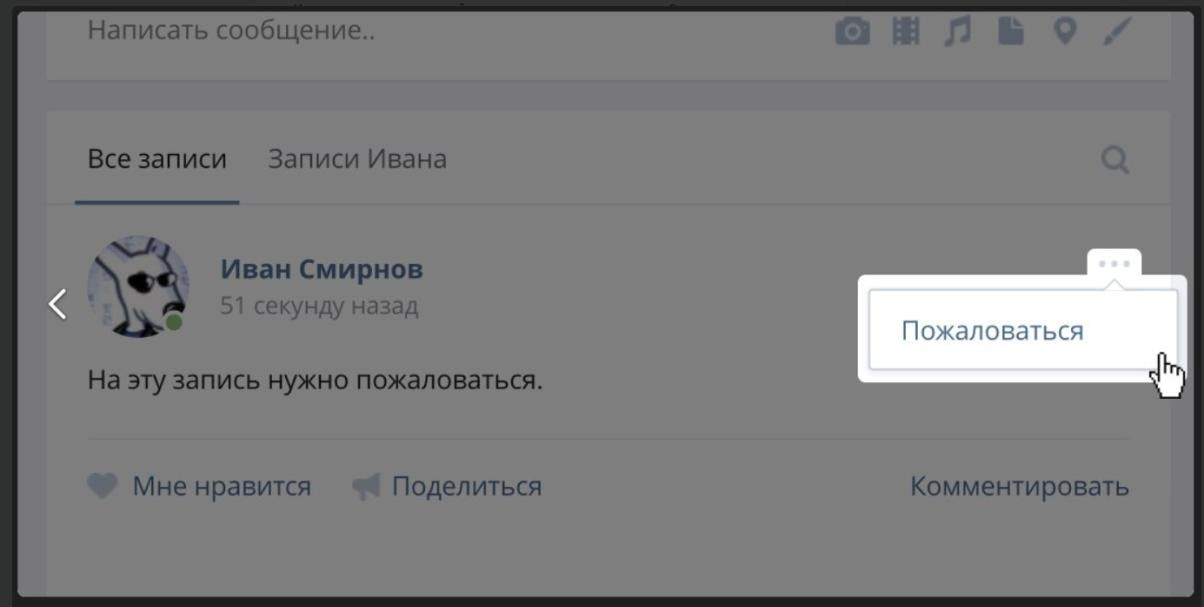 Написать сообщение..
Все записи Записи Ивана
Иван Смирнов
51 секунду назад
Пожаловаться
На эту запись нужно пожаловаться.
Мне нравится Поделиться Комментировать